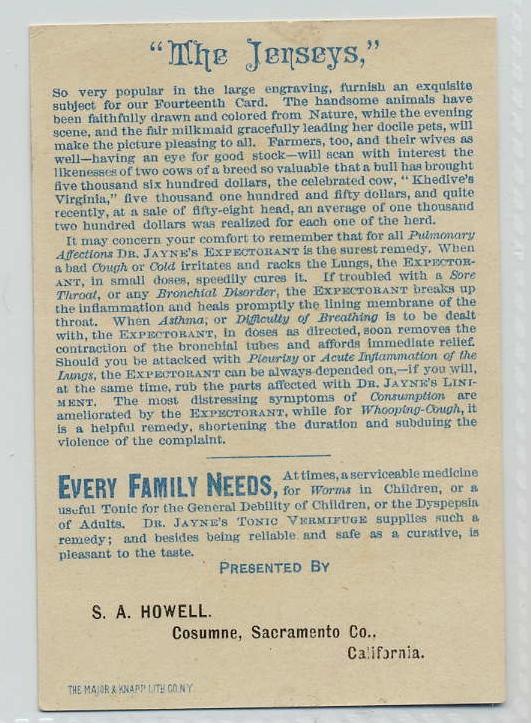 "The Jerseys,"
So very popular in the large engraving, furnish an exquisite
subject for our Fourteenth Card. The handsome animals have
been faithfully drawn and colored from Nature, while the evening
scene, and the fair milkmaid gracefully leading her docile pets, will
make the picture pleasing to all. Farmers, too, and their wives as
well—having an eye for good stock—will scan with interest the
likenesses of two cows of a breed so valuable that a bull has brought
five thousand six hundred dollars, the celebrated cow, "Khedive's
Virginia," five thousand one hundred and fifty dollars, and quite
recently, at a sale of fifty-eight head, an average of one thousand
two hundred dollars was realized for each one of the herd.
It may concern your comfort to remember that for all Pulmonary
Affections DR. JAYNE'S EXPECTORANT is the surest remedy. When
a bad Cough or Cold irritates and racks the Lungs, the EXPECTOR-
ANT, in small doses, speedily cures it. If troubled with a Sore
Throat, or any Bronchial Disorder, the EXPECTORANT breaks up
the inflammation and heals promptly the lining membrane of the
throat. When Asthma, or Difficulty of Breathing is to be dealt
with, the EXPECTORANT, in doses as directed, soon removes the
contraction of the bronchial tubes and affords immediate relief.
Should you be attacked with Pleurisy or Acute Inflammation of the
Lungs, the EXPECTORANT can be always depended on,—if you will,
at the same time, rub the parts affected with DR. JAYNE'S LINI-
MENT. The most distressing symptoms of Consumption are
ameliorated by the EXPECTORANT, while for Whooping-Cough, it
is a helpful remedy, shortening the duration and subduing the
violence of the complaint.
EVERY FAMILY NEEDS, At times, a serviceable medicine
for Worms in Children, or a
useful Tonic for the General Debility of Children, or the Dyspepsia
of Adults. DR. JAYNE'S TONIC VERMIFUGE supplies such a
remedy; and besides being reliable and safe as a curative, is
pleasant to the taste.
PRESENTED BY
S. A. HOWELL.
Cosumne, Sacramento Co.,
California.
THE MAJOR & KNAPP LITH. CO. N.Y.